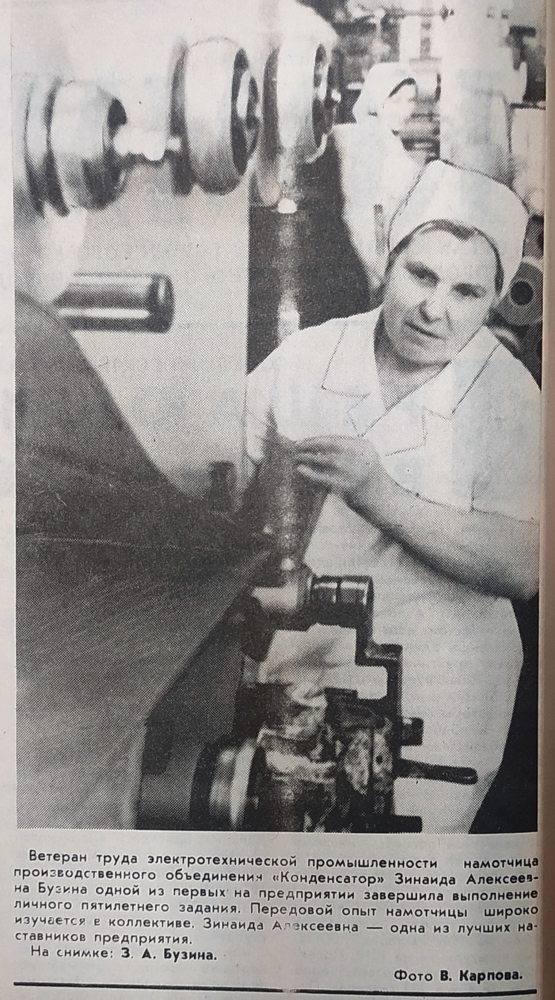 Ветеран труда электротехнической промышленности намотчица
производственного объединения «Конденсатор» Зинаида Алексеев-
на Бузина одной из первых на предприятии завершила выполнение
личного пятилетнего задания. Передовой опыт намотчицы широко
изучается в коллективе. Зинаида Алексеевна — одна из лучших на-
ставников предприятия.
На снимке: З. А. Бузина.
Фото В. Карпова.